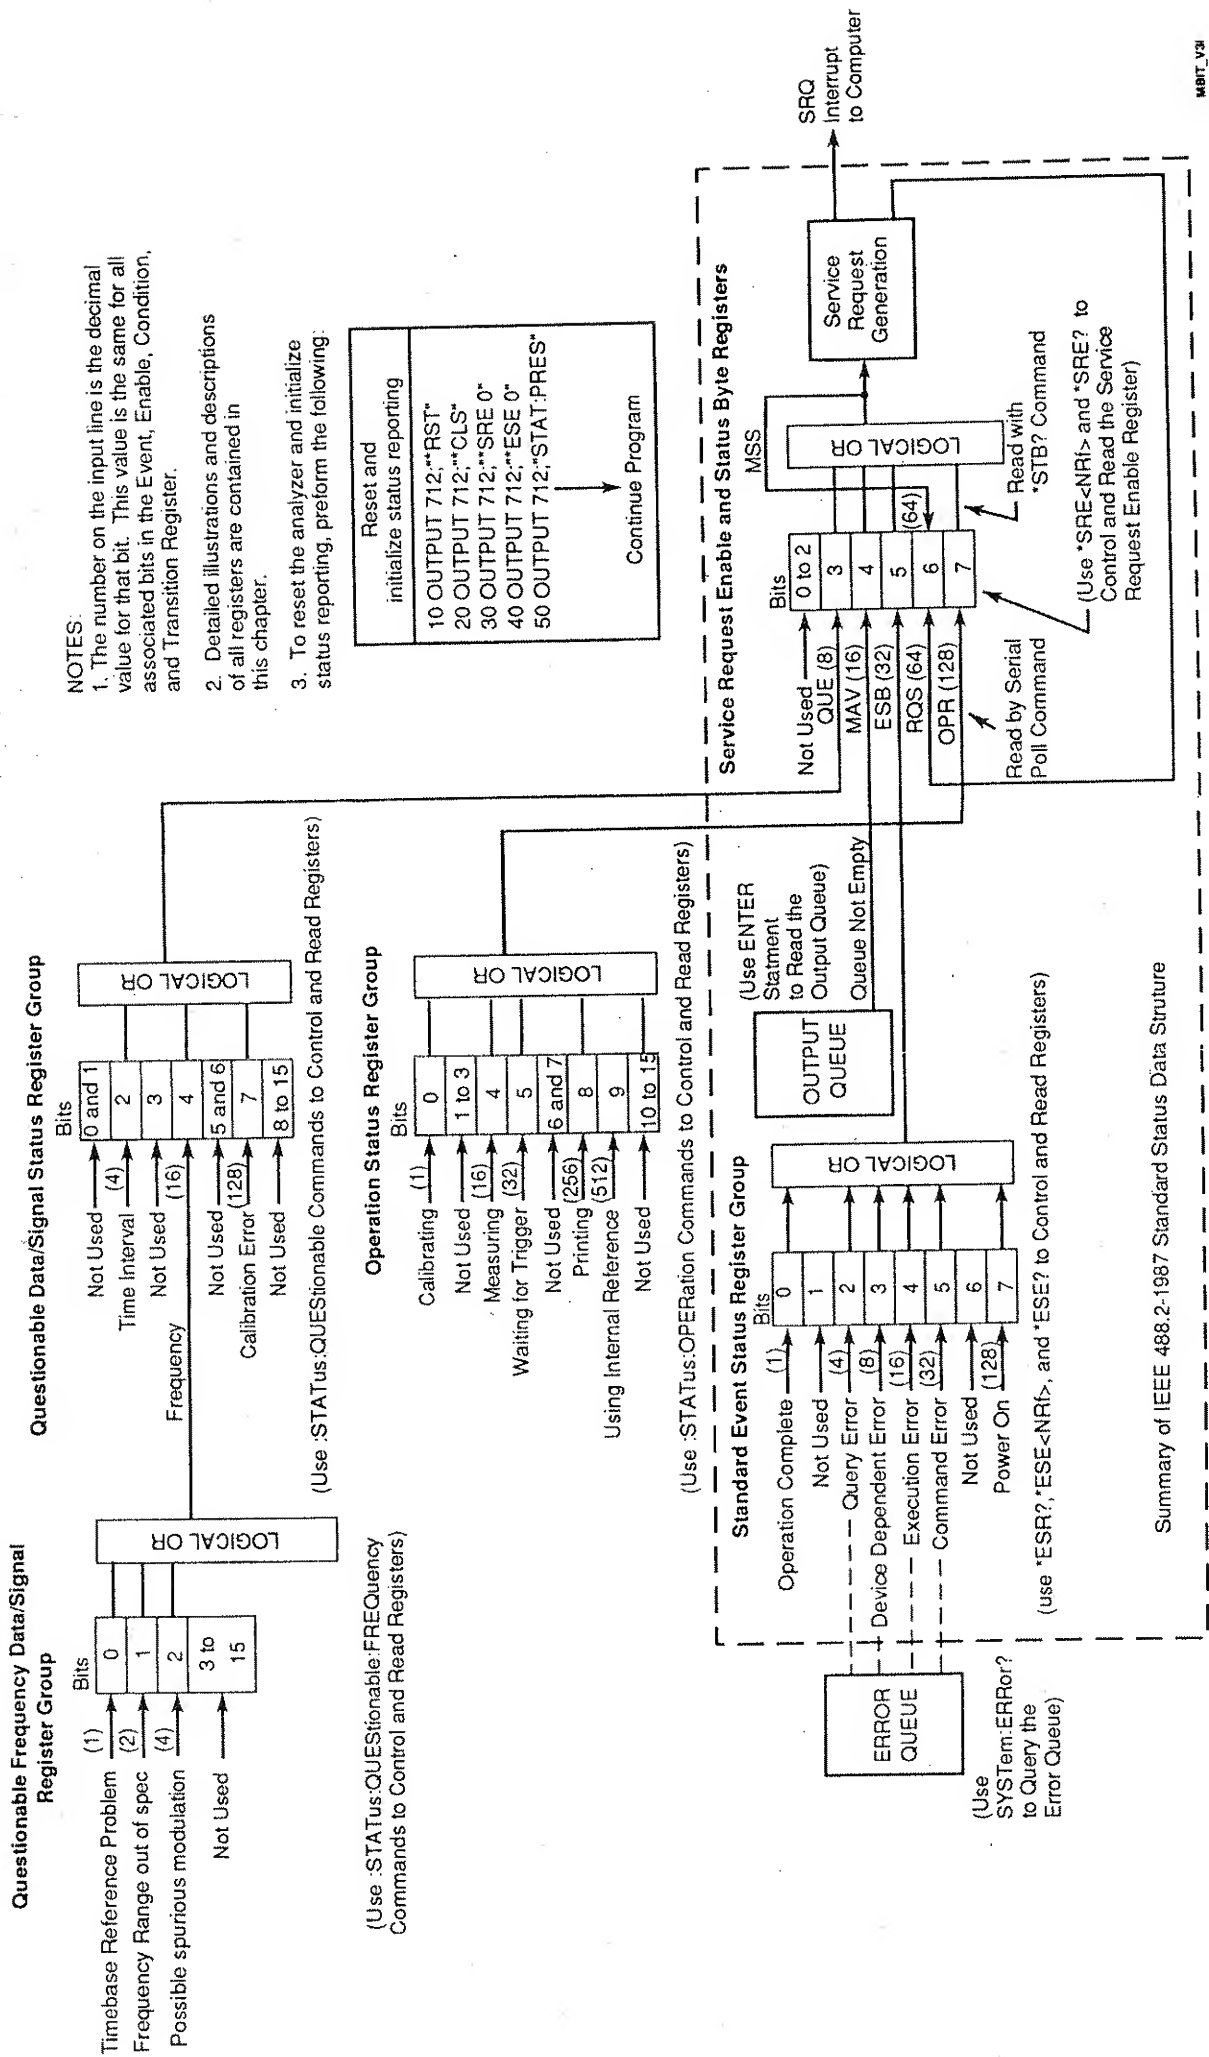 Questionable Frequency Data/Signal
Register Group
Bits
Timebase Reference Problem (1) 0
Frequency Range out of spec (2) 1
Possible spurious modulation (4) 2
Not Used 3 to
15
LOGICAL OR
(Use :STATus:QUEStionable:FREQuency
Commands to Control and Read Registers)
Questionable Data/Signal Status Register Group
Bits
Not Used 0 and 1
Time Interval (4) 2
Not Used 3
Frequency (16) 4
Not Used 5 and 6
Calibration Error (128) 7
Not Used 8 to 15
LOGICAL OR
(Use :STATus:QUEStionable Commands to Control and Read Registers)
Operation Status Register Group
Bits
Calibrating (1) 0
Not Used 1 to 3
Measuring (16) 4
Waiting for Trigger (32) 5
Not Used 6 and 7
Printing (256) 8
Using Internal Reference (512) 9
Not Used 10 to 15
LOGICAL OR
(Use :STATus:OPERation Commands to Control and Read Registers)
NOTES:
1. The number on the input line is the decimal
value for that bit. This value is the same for all
associated bits in the Event, Enable, Condition,
and Transition Register.
2. Detailed illustrations and descriptions
of all registers are contained in
this chapter.
3. To reset the analyzer and initialize
status reporting, preform the following:
Reset and
initialize status reporting
10 OUTPUT 712;"*RST"
20 OUTPUT 712;"*CLS"
30 OUTPUT 712;"*SRE 0"
40 OUTPUT 712;"*ESE 0"
50 OUTPUT 712;"STAT:PRES"
Continue Program
ERROR
QUEUE
(Use
SYSTem:ERRor?
to Query the
Error Queue)
Standard Event Status Register Group
Bits
Operation Complete (1) 0
Not Used 1
Query Error (4) 2
Device Dependent Error (8) 3
Execution Error (16) 4
Command Error (32) 5
Not Used 6
Power On (128) 7
LOGICAL OR
(use *ESR?,*ESE<NRf>, and *ESE? to Control and Read Registers)
OUTPUT
QUEUE
(Use ENTER
Statment
to Read the
Output Queue)
Queue Not Empty
Service Request Enable and Status Byte Registers
Bits
Not Used 0 to 2
QUE (8) 3
MAV (16) 4
ESB (32) 5
RQS (64) 6 (64)
OPR (128) 7
MSS
LOGICAL OR
Service
Request
Generation
SRQ
Interrupt
to Computer
Read by Serial
Poll Command
Read with
*STB? Command
(Use *SRE<NRf> and *SRE? to
Control and Read the Service
Request Enable Register)
Summary of IEEE 488.2-1987 Standard Status Data Struture
MBIT_V3I